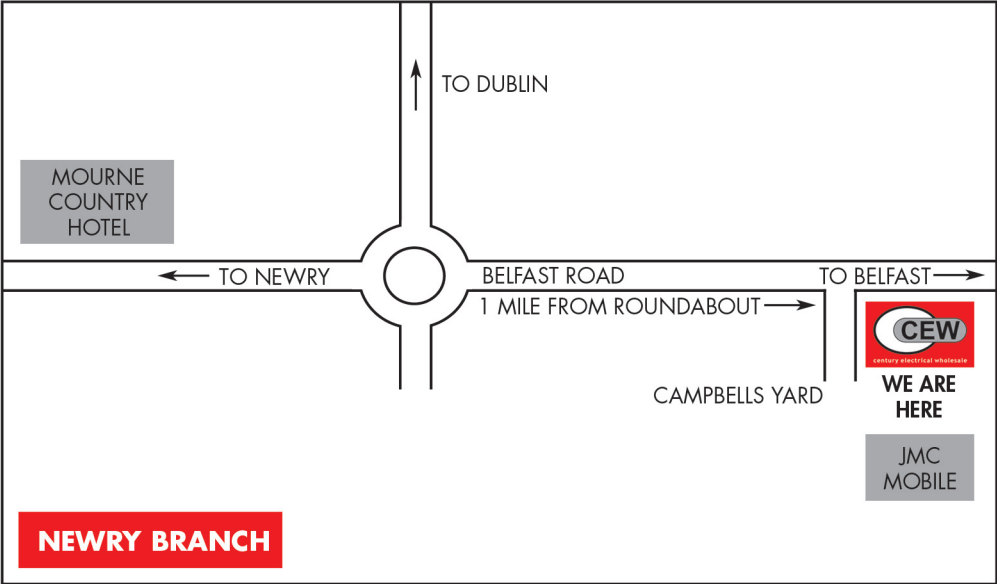 TO DUBLIN
MOURNE
COUNTRY
HOTEL
TO NEWRY
BELFAST ROAD
TO BELFAST
1 MILE FROM ROUNDABOUT
CEW
century electrical wholesale
WE ARE
HERE
CAMPBELLS YARD
JMC
MOBILE
NEWRY BRANCH